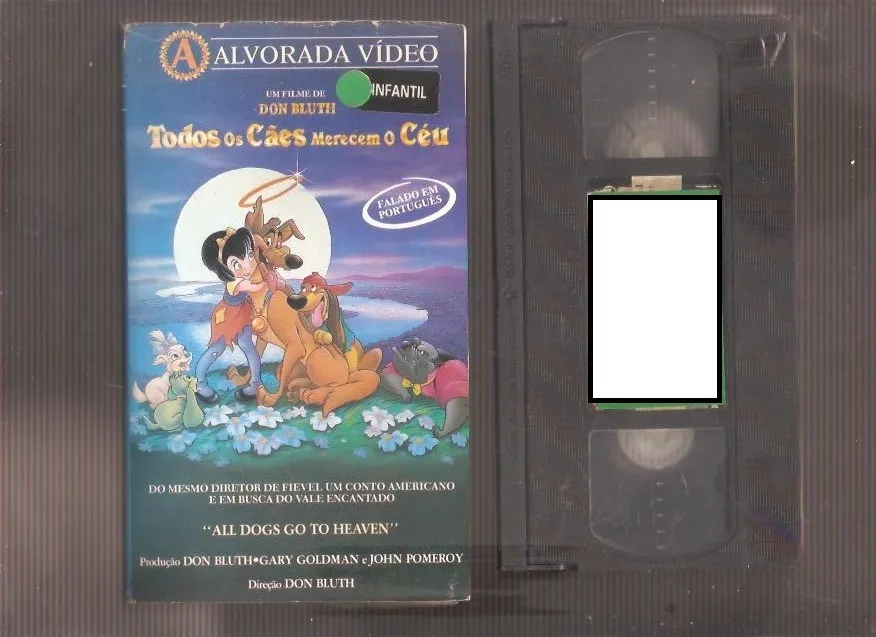 A ALVORADA VÍDEO
UM FILME DE
DON BLUTH
INFANTIL
Todos Os Cães Merecem O Céu
FALADO EM
PORTUGUÊS
DO MESMO DIRETOR DE FIEVEL UM CONTO AMERICANO
E EM BUSCA DO VALE ENCANTADO
"ALL DOGS GO TO HEAVEN"
Produção DON BLUTH•GARY GOLDMAN e JOHN POMEROY
Direção DON BLUTH